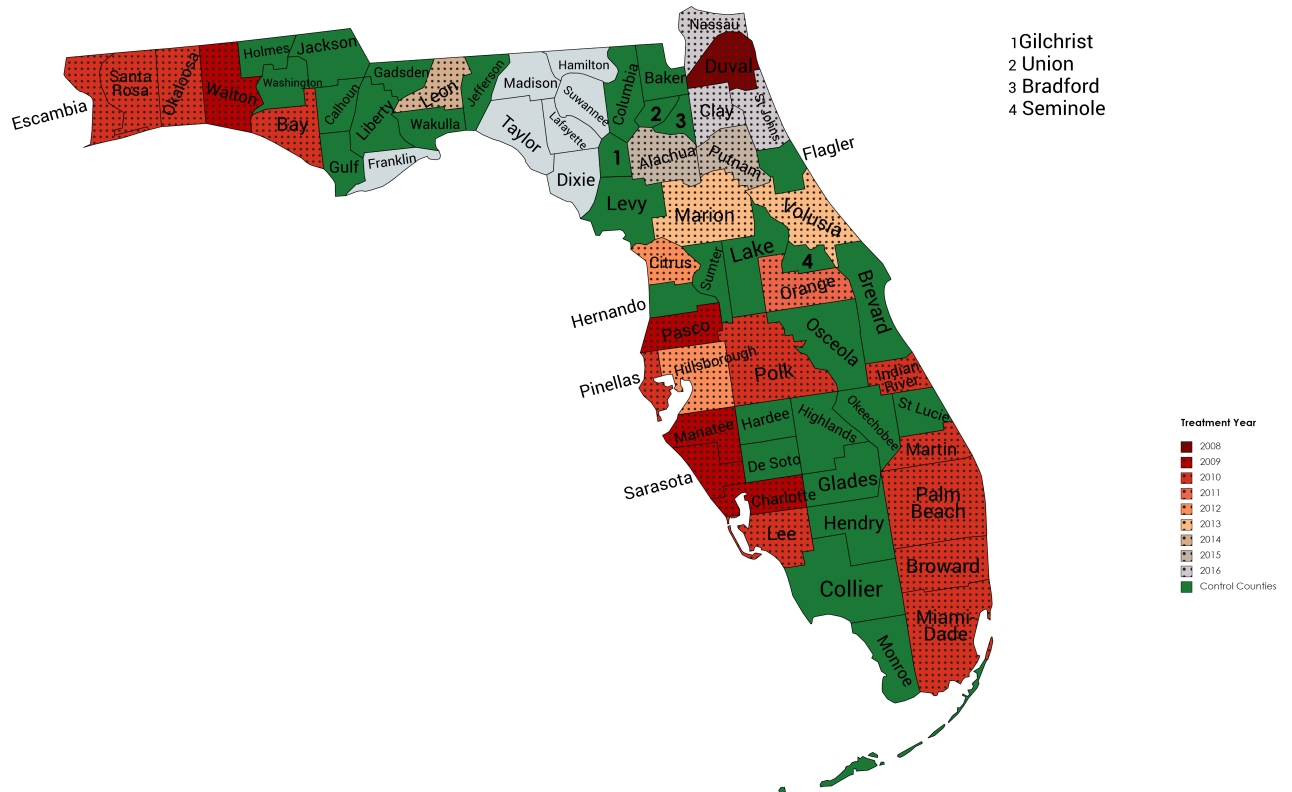 Nassau
1Gilchrist
2 Union
3 Bradford
4 Seminole
Holmes
Jackson
Hamilton
Duval
Santa
Rosa
Okaloosa
Walton
Washington
Gadsden
Leon
Jefferson
Madison
Suwannee
Columbia
Baker
Escambia
Bay
Calhoun
Liberty
Wakulla
Taylor
Lafayette
2
3
Clay
St Johns
Gulf
Franklin
Dixie
1
Alachua
Putnam
Flagler
Levy
Marion
Volusia
Citrus
Sumter
Lake
4
Orange
Brevard
Hernando
Pasco
Osceola
Pinellas
Hillsborough
Polk
Indian
River
Manatee
Hardee
Highlands
Okeechobee
St Lucie
Sarasota
De Soto
Martin
Charlotte
Glades
Palm
Beach
Lee
Hendry
Collier
Broward
Miami-
Dade
Monroe
Treatment Year
2008
2009
2010
2011
2012
2013
2014
2015
2016
Control Counties